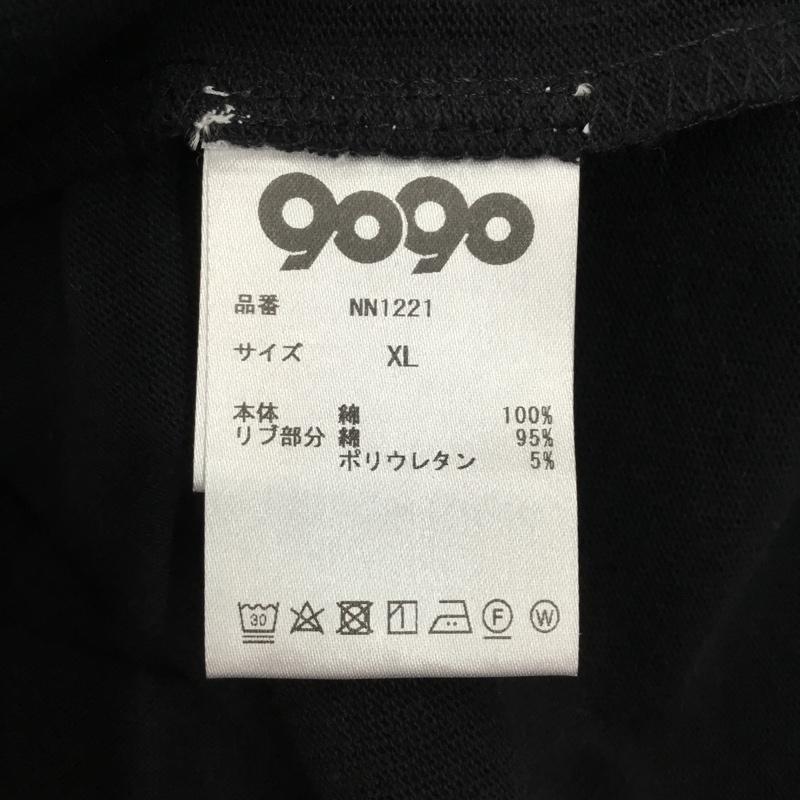 9090
品番 NN1221
サイズ XL
本体 綿 100%
リブ部分 綿 95%
ポリウレタン 5%
30 F W